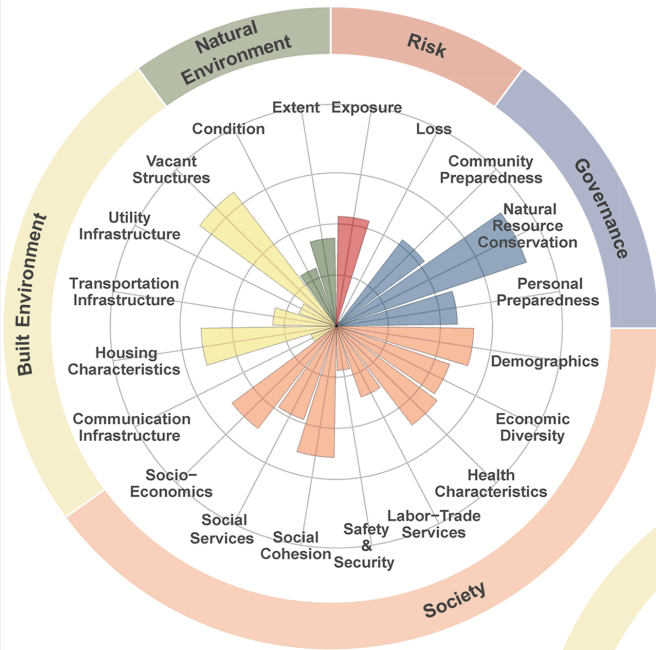 Natural
Environment
Risk
Governance
Society
Built Environment
Extent
Exposure
Loss
Community
Preparedness
Natural
Resource
Conservation
Personal
Preparedness
Demographics
Economic
Diversity
Health
Characteristics
Labor−Trade
Services
Safety
&
Security
Social
Cohesion
Social
Services
Socio−
Economics
Communication
Infrastructure
Housing
Characteristics
Transportation
Infrastructure
Utility
Infrastructure
Vacant
Structures
Condition